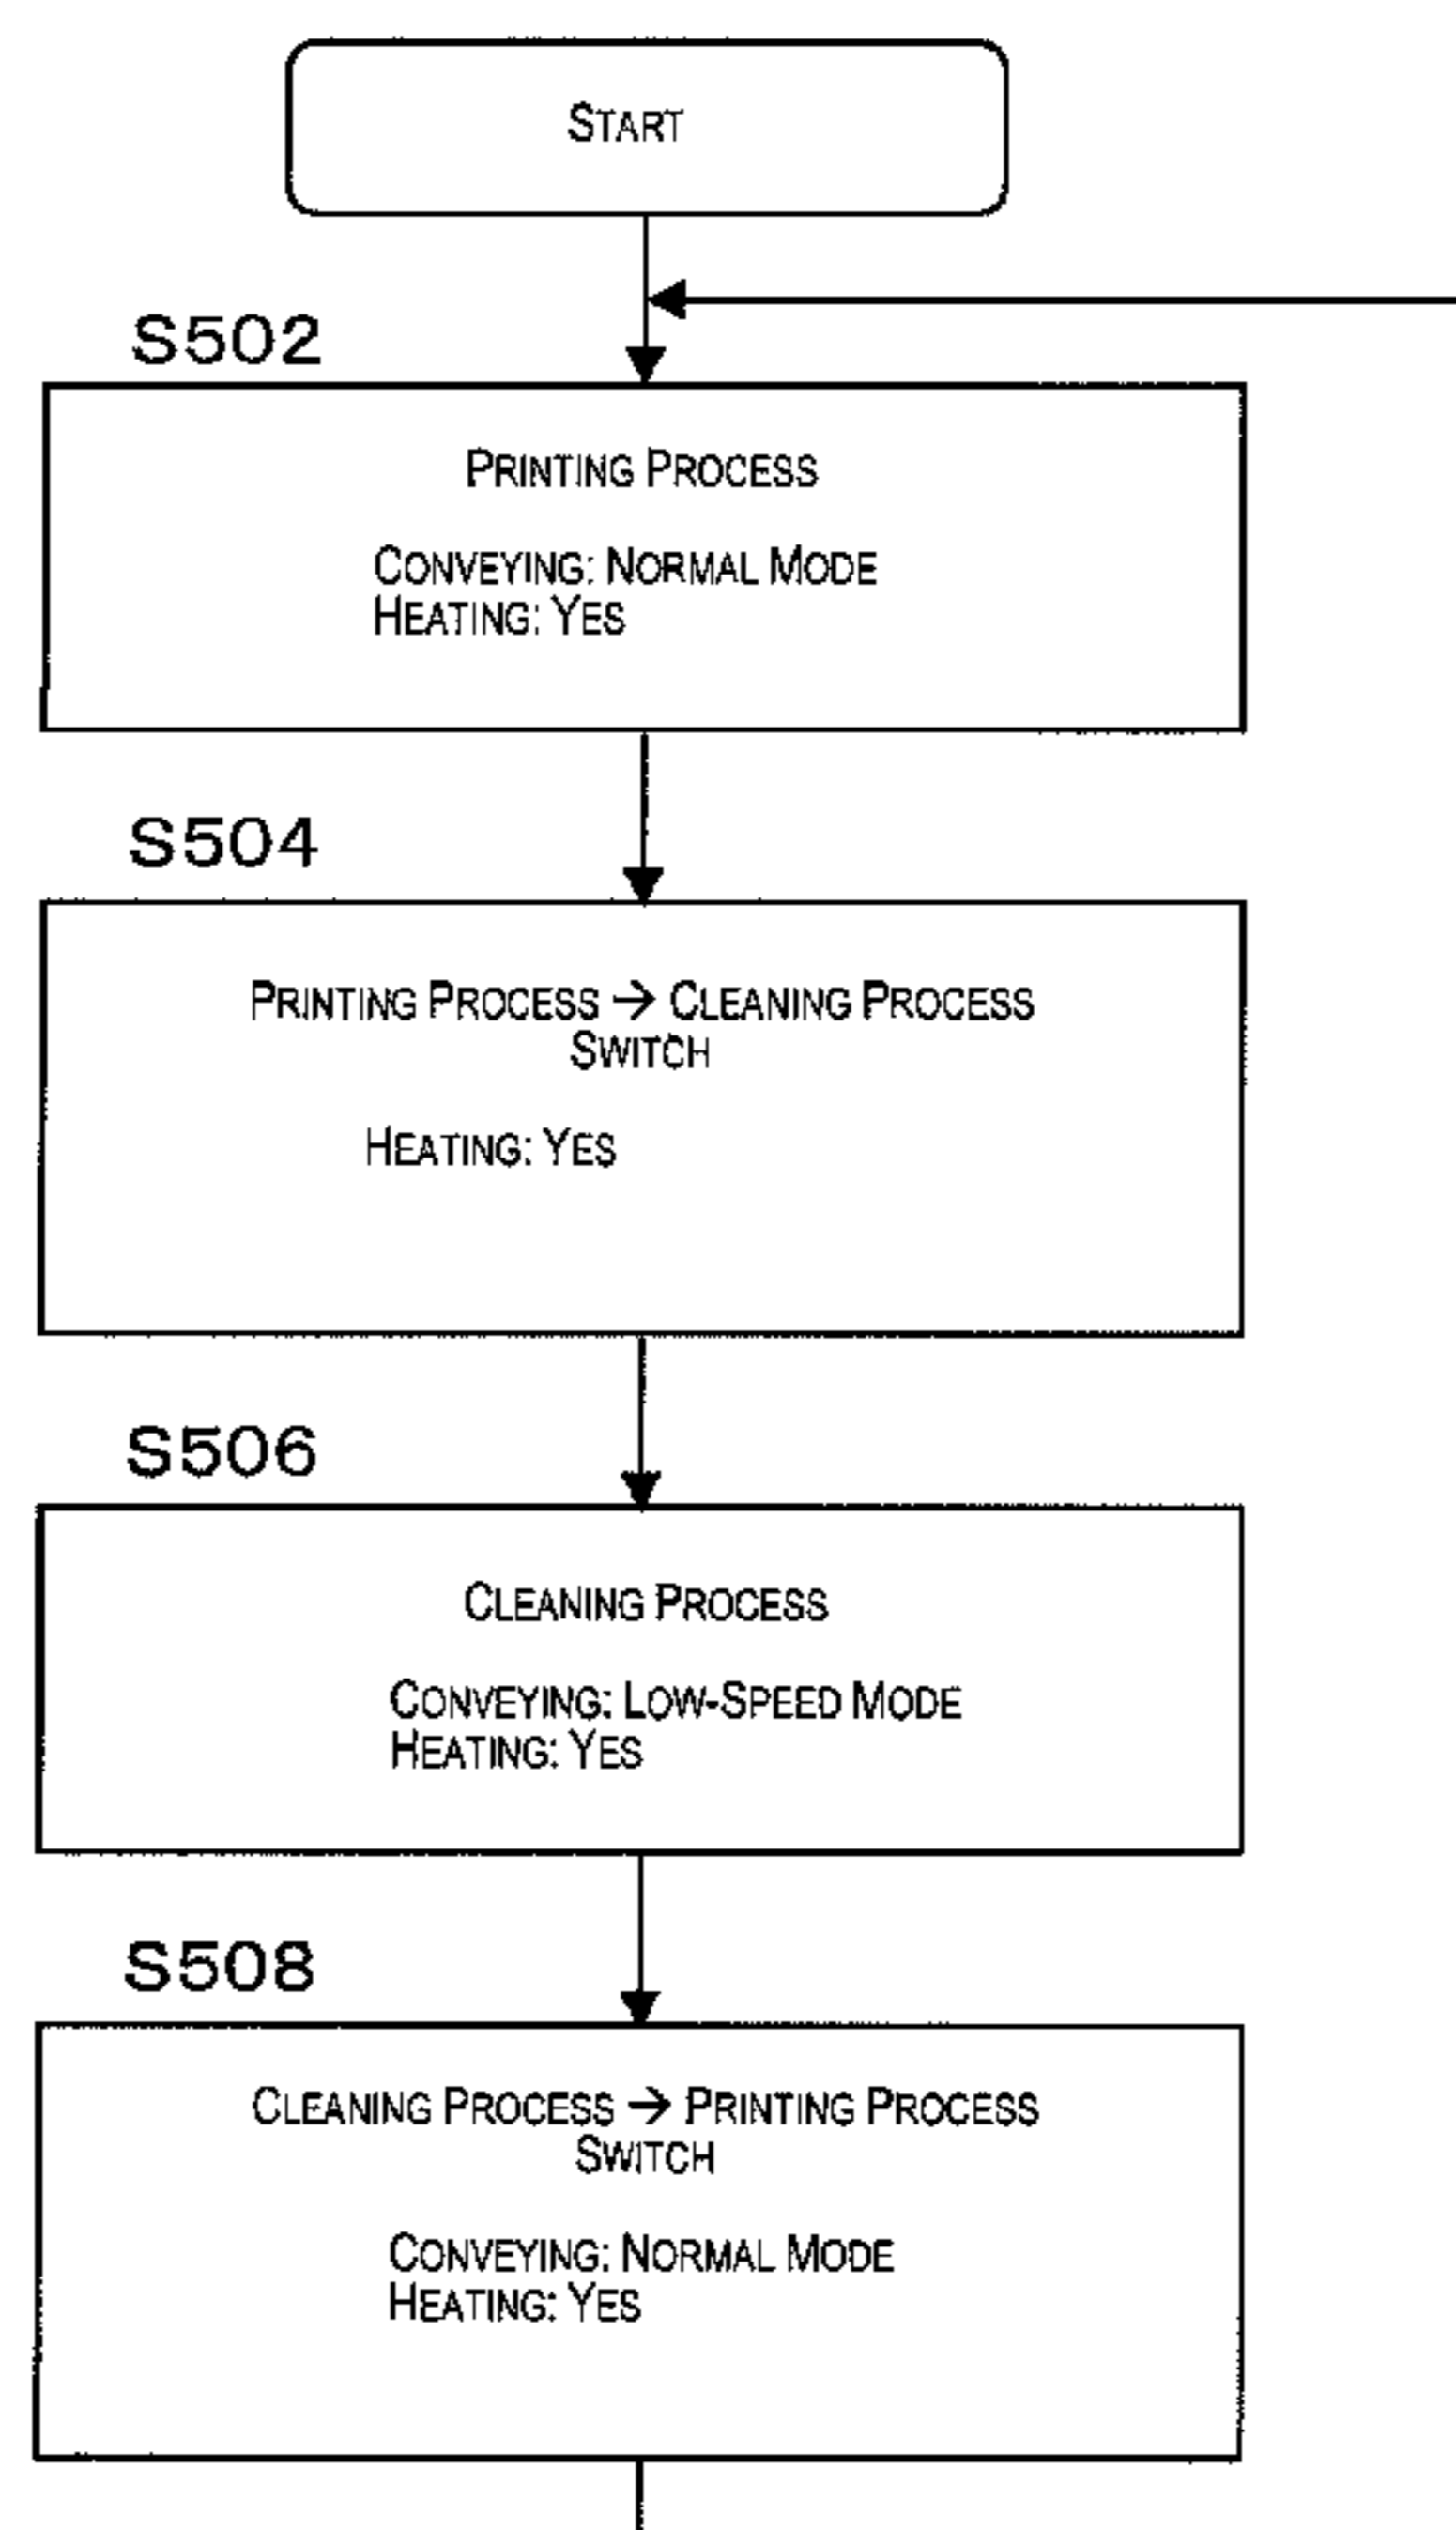 START
S502
PRINTING PROCESS
CONVEYING: NORMAL MODE
HEATING: YES
S504
PRINTING PROCESS → CLEANING PROCESS
SWITCH
HEATING: YES
S506
CLEANING PROCESS
CONVEYING: LOW-SPEED MODE
HEATING: YES
S508
CLEANING PROCESS → PRINTING PROCESS
SWITCH
CONVEYING: NORMAL MODE
HEATING: YES